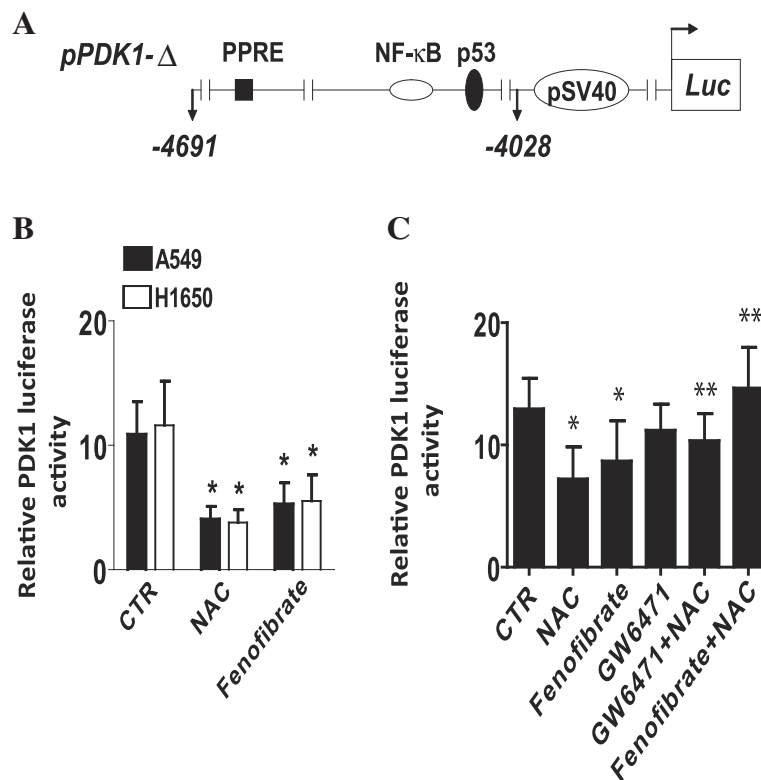 A
pPDK1-Δ
PPRE
NF-κB
p53
pSV40
Luc
-4691
-4028
B
A549
H1650
Relative PDK1 luciferase
activity
20
10
0
* * * *
CTR
NAC
Fenofibrate
C
Relative PDK1 luciferase
activity
20
10
0
* * ** **
CTR
NAC
Fenofibrate
GW6471
GW6471+NAC
Fenofibrate+NAC